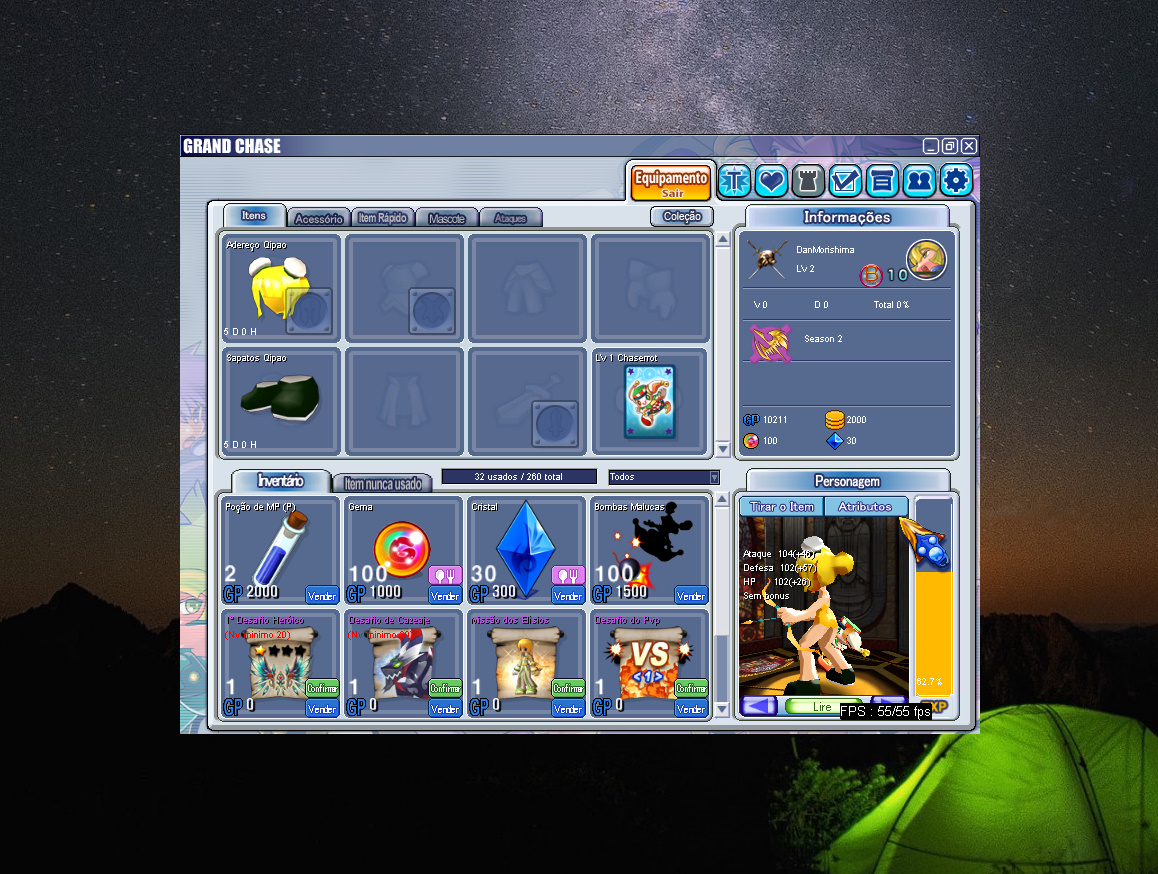 GRAND CHASE
Equipamento
Sair
Itens
Acessório
Item Rápido
Mascote
Ataques
Coleção
Informações
Adereço Qipao
5 D 0 H
Sapatos Qipao
5 D 0 H
LV 1 Chaserrot
DanMorishima
LV 2
B 10
V 0 D 0 Total 0%
Season 2
GP 10211
2000
100
30
Inventário
Item nunca usado
32 usados / 260 total
Todos
Personagem
Poção de MP (P)
2
GP 2000
Vender
Gema
100
GP 1000
Vender
Cristal
30
GP 300
Vender
Bombas Malucas
100
GP 1500
Vender
1º Desafio Heróico
1
Confirmar
GP 0
Vender
Desafio de Cazeaje
1
Confirmar
GP 0
Vender
Missão dos Elísios
1
Confirmar
GP 0
Vender
Desafio do Pvp
VS
<1>
1
Confirmar
GP 0
Vender
Tirar o Item
Atributos
Ataque 104(+46)
Defesa 102(+57)
HP 102(+26)
Sem bonus
62.7%
Lire
FPS : 55/55 fps